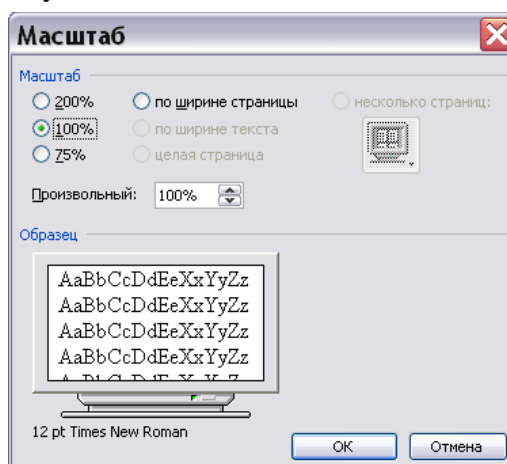 Масштаб
Масштаб
200% по ширине страницы несколько страниц:
100% по ширине текста
75% целая страница
Произвольный: 100%
Образец
AaBbCcDdEeXxYyZz
AaBbCcDdEeXxYyZz
AaBbCcDdEeXxYyZz
AaBbCcDdEeXxYyZz
12 pt Times New Roman
ОК Отмена